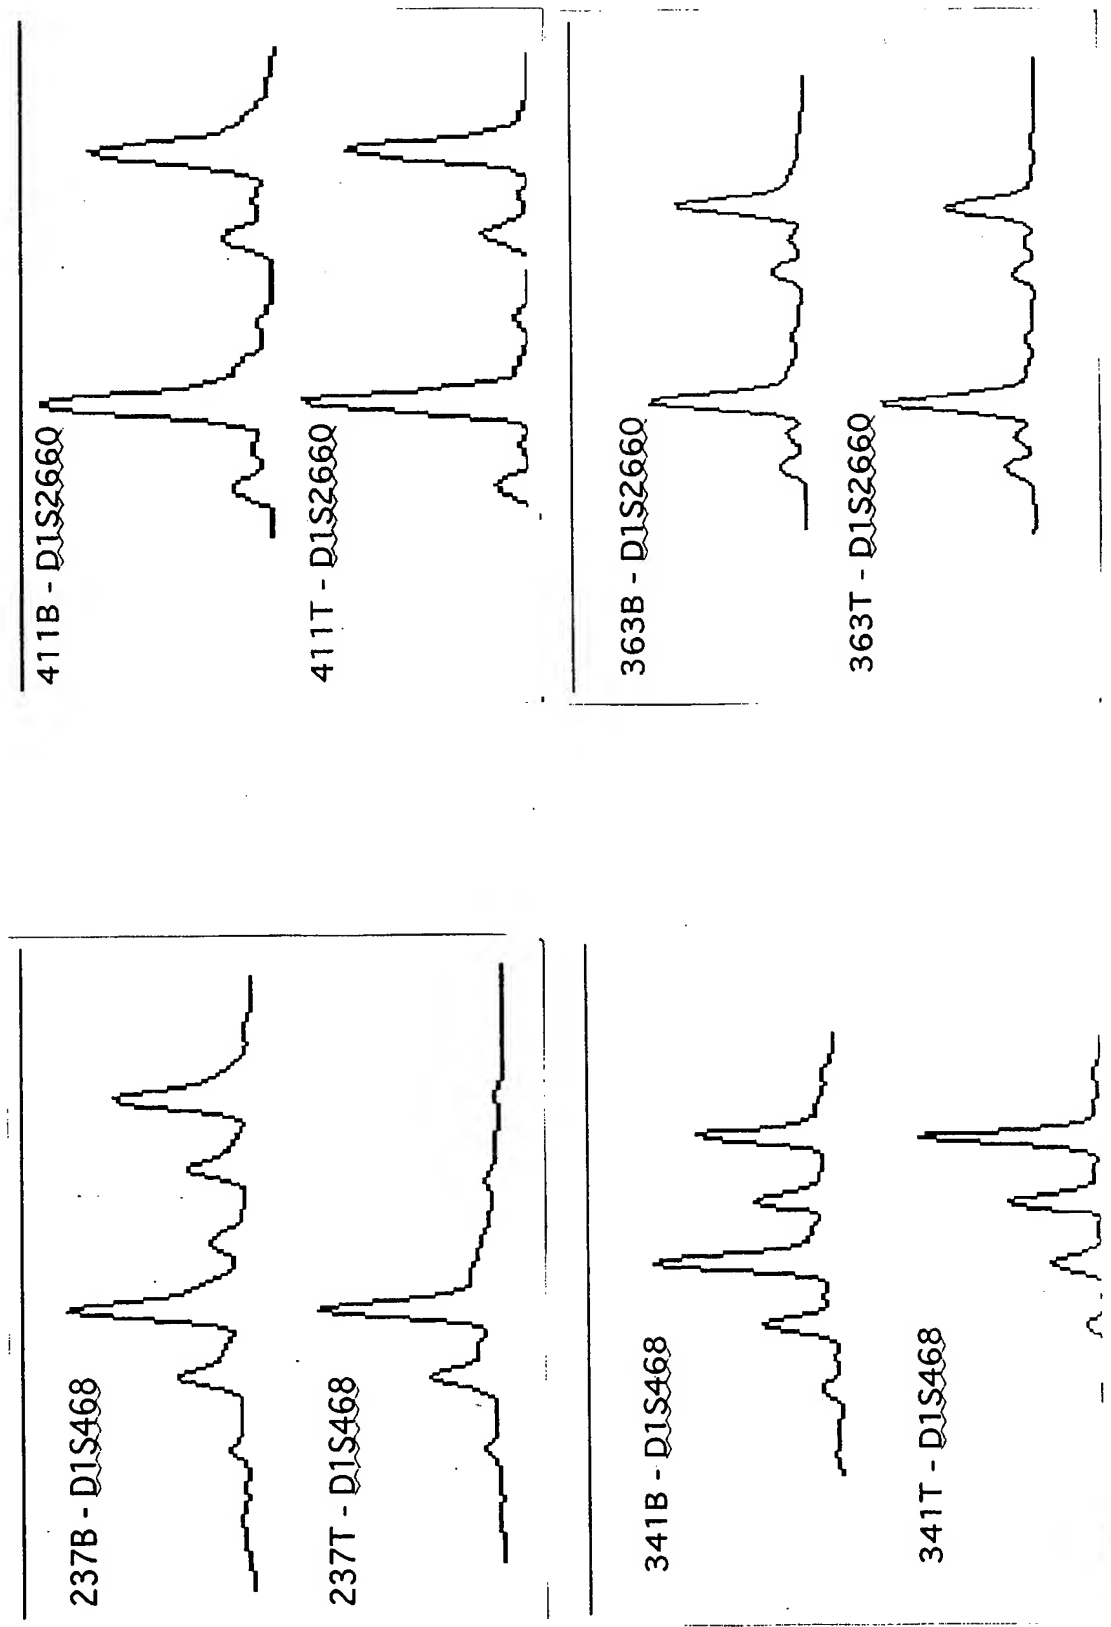 237B - D1S468
237T - D1S468
411B - D1S2660
411T - D1S2660
341B - D1S468
341T - D1S468
363B - D1S2660
363T - D1S2660